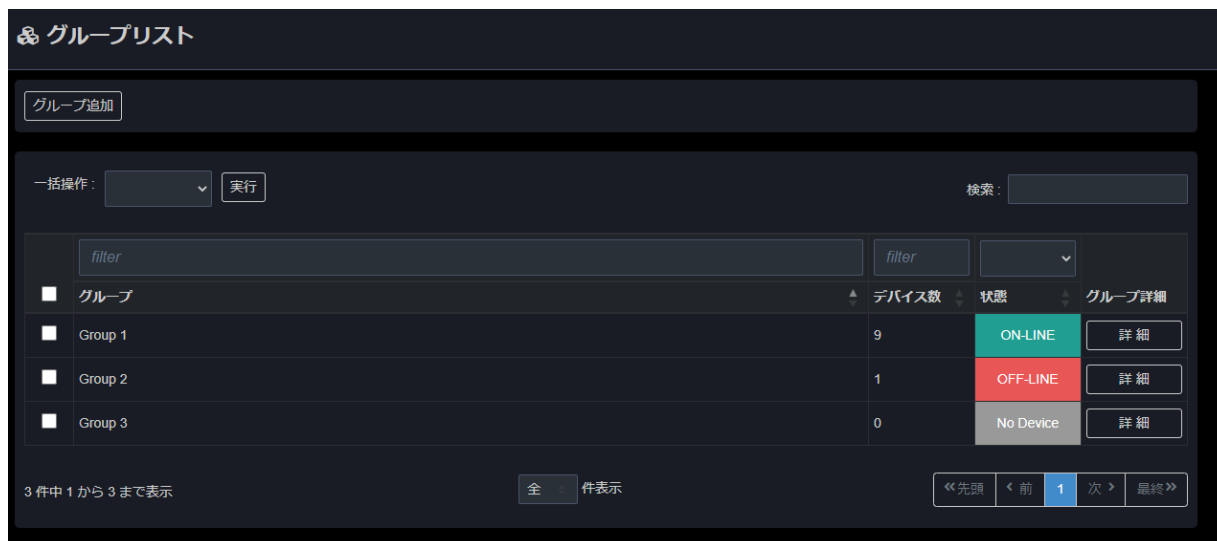 グループリスト
グループ追加
一括操作 : 実行 検索 :
filter filter
グループ デバイス数 状態 グループ詳細
Group 1 9 ON-LINE 詳 細
Group 2 1 OFF-LINE 詳 細
Group 3 0 No Device 詳 細
3 件中 1 から 3 まで表示 全 件表示 «先頭 ‹ 前 1 次 › 最終»